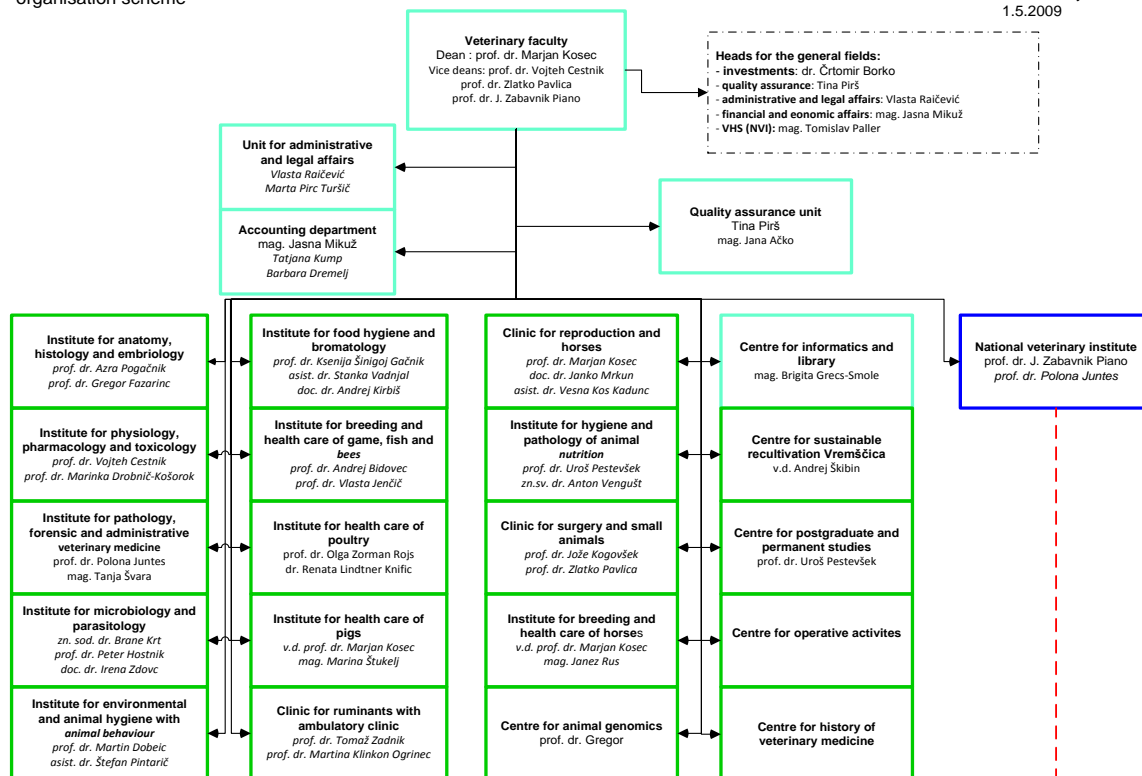 organisation scheme
1.5.2009
Veterinary faculty
Dean : prof. dr. Marjan Kosec
Vice deans: prof. dr. Vojteh Cestnik
prof. dr. Zlatko Pavlica
prof. dr. J. Zabavnik Piano
Heads for the general fields:
- investments: dr. Črtomir Borko
- quality assurance: Tina Pirš
- administrative and legal affairs: Vlasta Raičević
- financial and eonomic affairs: mag. Jasna Mikuž
- VHS (NVI): mag. Tomislav Paller
Unit for administrative
and legal affairs
Vlasta Raičević
Marta Pirc Turšič
Accounting department
mag. Jasna Mikuž
Tatjana Kump
Barbara Dremelj
Quality assurance unit
Tina Pirš
mag. Jana Ačko
Institute for anatomy,
histology and embriology
prof. dr. Azra Pogačnik
prof. dr. Gregor Fazarinc
Institute for food hygiene and
bromatology
prof. dr. Ksenija Šinigoj Gačnik
asist. dr. Stanka Vadnjal
doc. dr. Andrej Kirbiš
Clinic for reproduction and
horses
prof. dr. Marjan Kosec
doc. dr. Janko Mrkun
asist. dr. Vesna Kos Kadunc
Centre for informatics and
library
mag. Brigita Grecs-Smole
National veterinary institute
prof. dr. J. Zabavnik Piano
prof. dr. Polona Juntes
Institute for physiology,
pharmacology and toxicology
prof. dr. Vojteh Cestnik
prof. dr. Marinka Drobnič-Košorok
Institute for breeding and
health care of game, fish and
bees
prof. dr. Andrej Bidovec
prof. dr. Vlasta Jenčič
Institute for hygiene and
pathology of animal
nutrition
prof. dr. Uroš Pestevšek
zn.sv. dr. Anton Vengušt
Centre for sustainable
recultivation Vremščica
v.d. Andrej Škibin
Institute for pathology,
forensic and administrative
veterinary medicine
prof. dr. Polona Juntes
mag. Tanja Švara
Institute for health care of
poultry
prof. dr. Olga Zorman Rojs
dr. Renata Lindtner Knific
Clinic for surgery and small
animals
prof. dr. Jože Kogovšek
prof. dr. Zlatko Pavlica
Centre for postgraduate and
permanent studies
prof. dr. Uroš Pestevšek
Institute for microbiology and
parasitology
zn. sod. dr. Brane Krt
prof. dr. Peter Hostnik
doc. dr. Irena Zdovc
Institute for health care of
pigs
v.d. prof. dr. Marjan Kosec
mag. Marina Štukelj
Institute for breeding and
health care of horses
v.d. prof. dr. Marjan Kosec
mag. Janez Rus
Centre for operative activites
Institute for environmental
and animal hygiene with
animal behaviour
prof. dr. Martin Dobeic
asist. dr. Štefan Pintarič
Clinic for ruminants with
ambulatory clinic
prof. dr. Tomaž Zadnik
prof. dr. Martina Klinkon Ogrinec
Centre for animal genomics
prof. dr. Gregor
Centre for history of
veterinary medicine